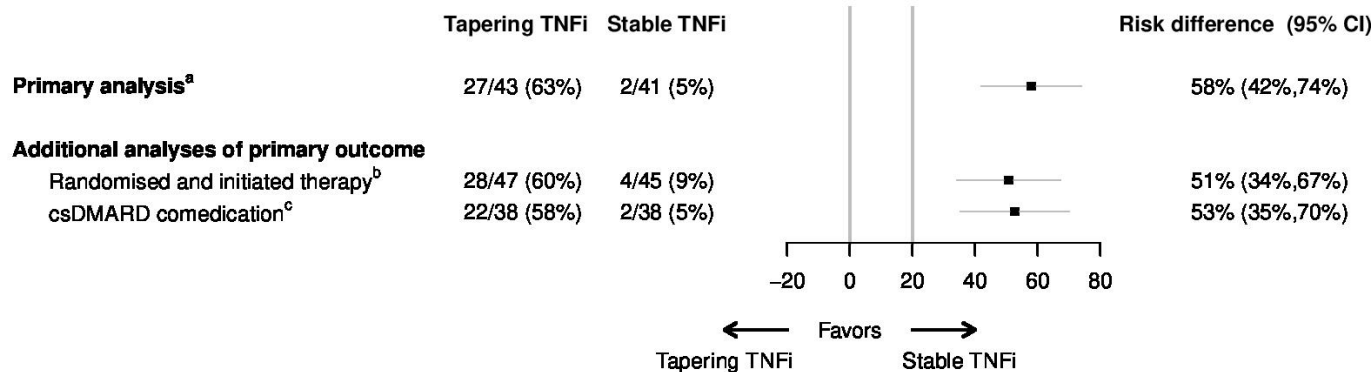 Tapering TNFi Stable TNFi Risk difference (95% CI)
Primary analysis^a 27/43 (63%) 2/41 (5%) 58% (42%,74%)
Additional analyses of primary outcome
Randomised and initiated therapy^b 28/47 (60%) 4/45 (9%) 51% (34%,67%)
csDMARD comedication^c 22/38 (58%) 2/38 (5%) 53% (35%,70%)
−20 0 20 40 60 80
Favors
Tapering TNFi Stable TNFi